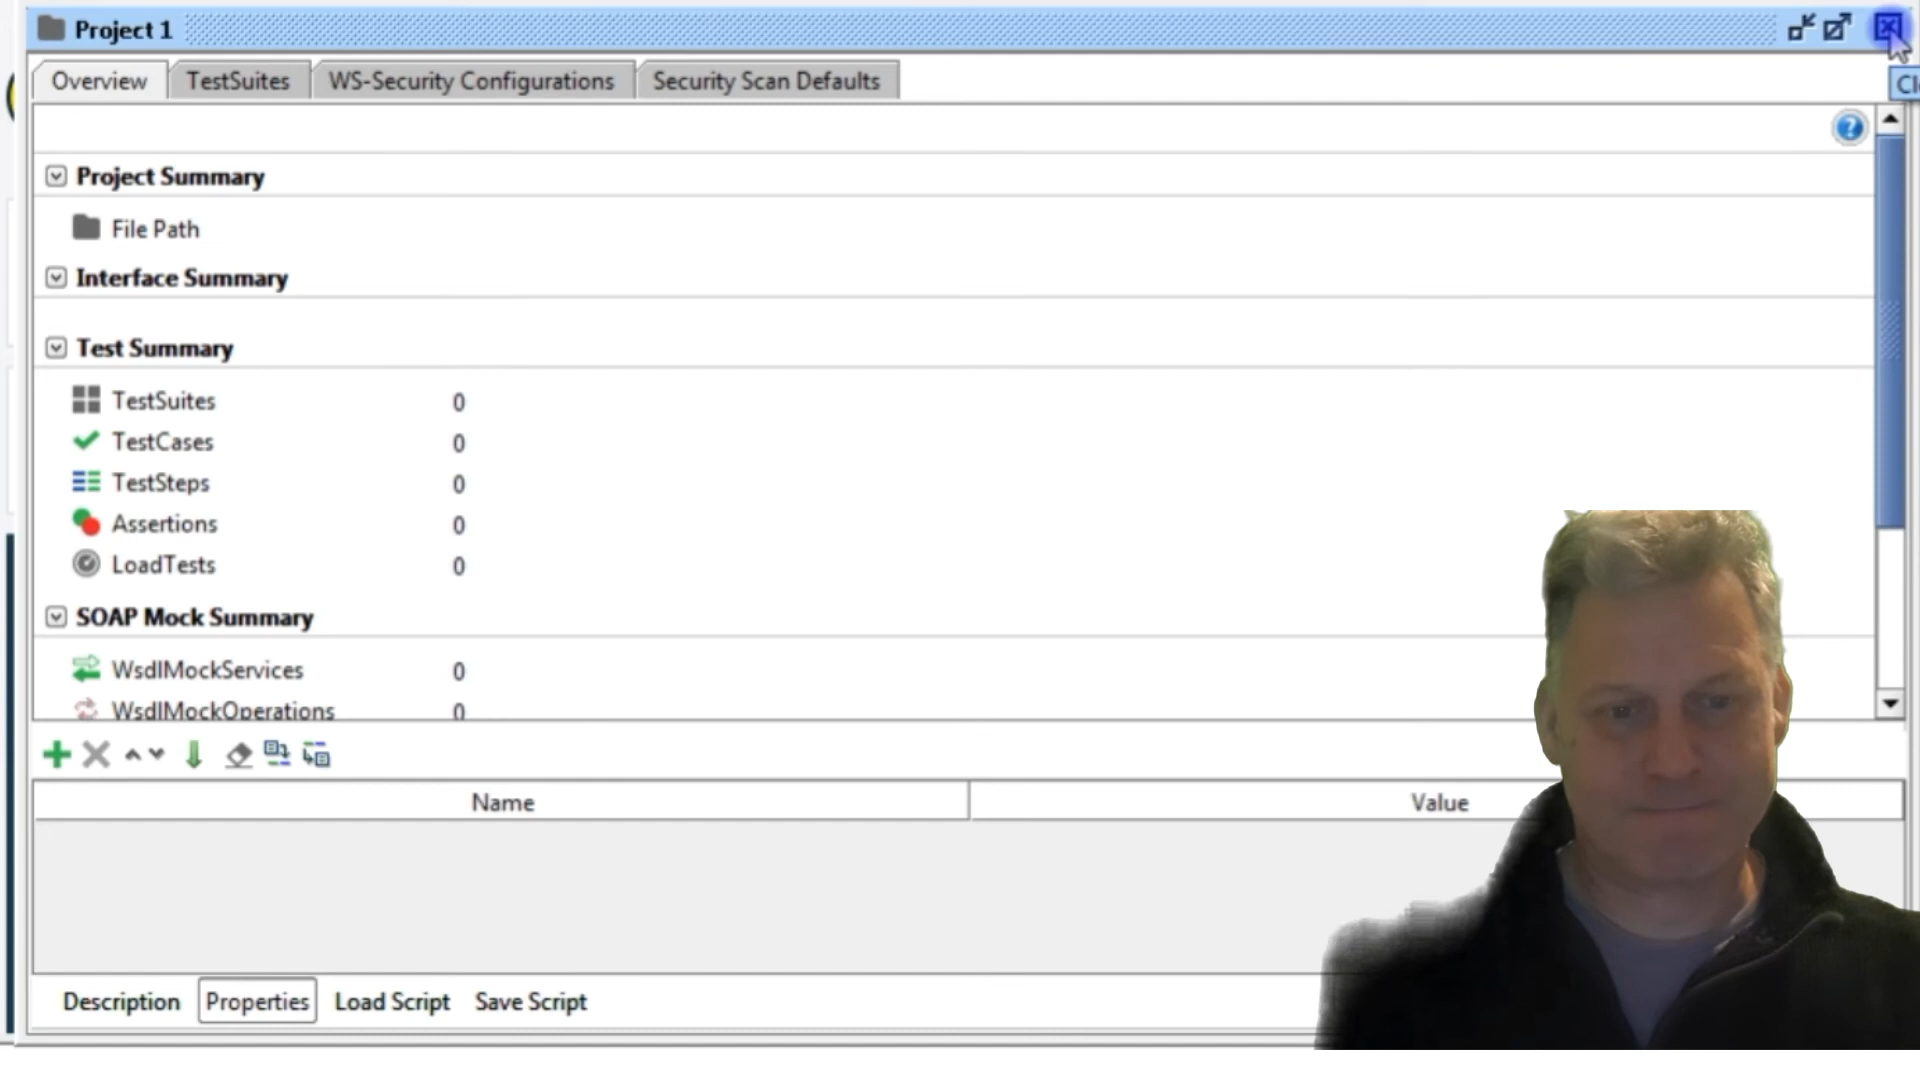 Project 1
Overview TestSuites WS-Security Configurations Security Scan Defaults
Project Summary
File Path
Interface Summary
Test Summary
TestSuites 0
TestCases 0
TestSteps 0
Assertions 0
LoadTests 0
SOAP Mock Summary
WsdlMockServices 0
WsdlMockOperations 0
Name Value
Description Properties Load Script Save Script